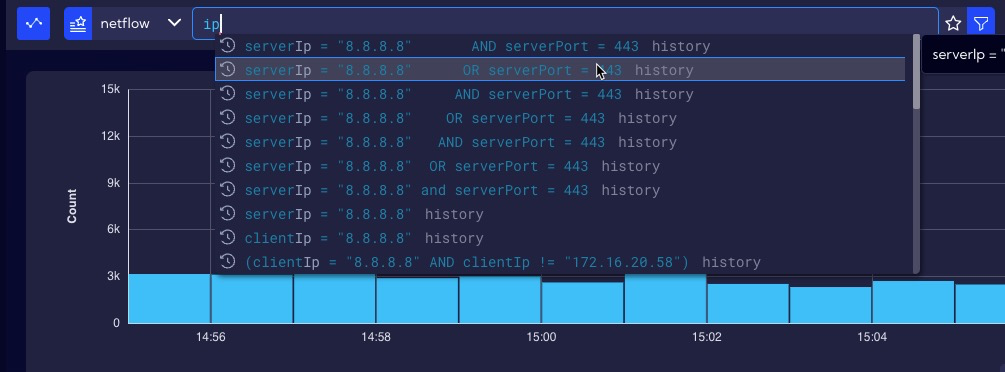 netflow
ip
serverIp = "8.8.8.8" AND serverPort = 443 history
serverIp = "
serverIp = "8.8.8.8" OR serverPort = 443 history
serverIp = "8.8.8.8" AND serverPort = 443 history
serverIp = "8.8.8.8" OR serverPort = 443 history
serverIp = "8.8.8.8" AND serverPort = 443 history
serverIp = "8.8.8.8" OR serverPort = 443 history
serverIp = "8.8.8.8" and serverPort = 443 history
serverIp = "8.8.8.8" history
clientIp = "8.8.8.8" history
(clientIp = "8.8.8.8" AND clientIp != "172.16.20.58") history
Count
15k
12k
9k
6k
3k
0
14:56
14:58
15:00
15:02
15:04